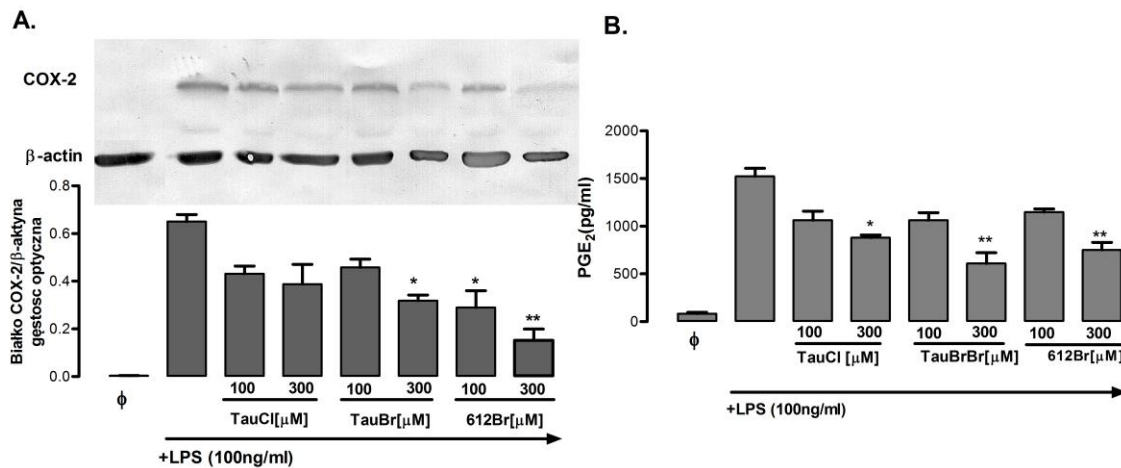 A.
COX-2
β-actin
Białko COX-2/β-aktyna
gęstosc optyczna
0.8
0.6
0.4
0.2
0.0
* * **
ϕ 100 300 100 300 100 300
TauCl[μM] TauBr[μM] 612Br[μM]
+LPS (100ng/ml)
B.
PGE2(pg/ml)
2000
1500
1000
500
0
* ** **
ϕ 100 300 100 300 100 300
TauCl [μM] TauBrBr[μM] 612Br[μM]
+LPS (100ng/ml)